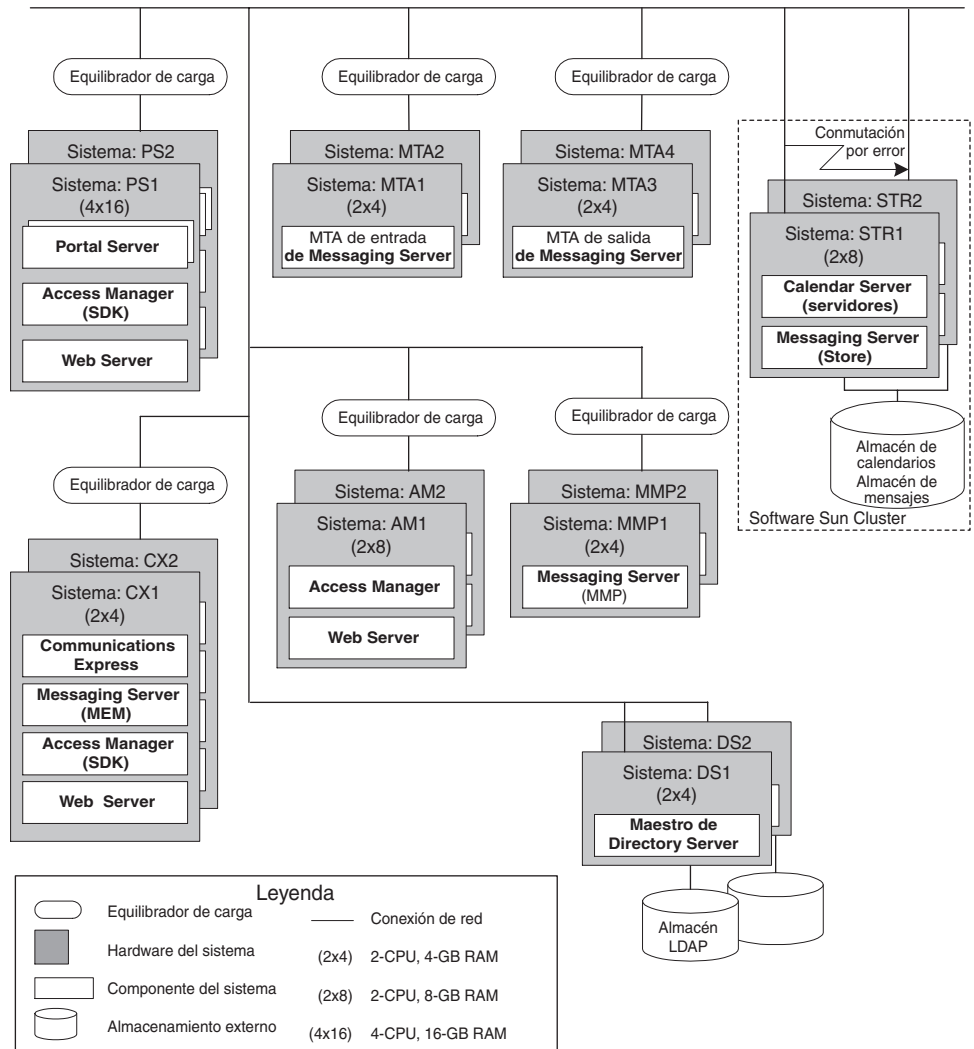 Equilibrador de carga
Sistema: PS2
Sistema: PS1
(4x16)
Portal Server
Access Manager
(SDK)
Web Server
Equilibrador de carga
Sistema: MTA2
Sistema: MTA1
(2x4)
MTA de entrada
de Messaging Server
Equilibrador de carga
Sistema: MTA4
Sistema: MTA3
(2x4)
MTA de salida
de Messaging Server
Conmutación
por error
Sistema: STR2
Sistema: STR1
(2x8)
Calendar Server
(servidores)
Messaging Server
(Store)
Almacén de
calendarios
Almacén de
mensajes
Software Sun Cluster
Equilibrador de carga
Sistema: CX2
Sistema: CX1
(2x4)
Communications
Express
Messaging Server
(MEM)
Access Manager
(SDK)
Web Server
Equilibrador de carga
Sistema: AM2
Sistema: AM1
(2x8)
Access Manager
Web Server
Equilibrador de carga
Sistema: MMP2
Sistema: MMP1
(2x4)
Messaging Server
(MMP)
Sistema: DS2
Sistema: DS1
(2x4)
Maestro de
Directory Server
Almacén
LDAP
Leyenda
Equilibrador de carga
Conexión de red
Hardware del sistema
(2x4) 2-CPU, 4-GB RAM
Componente del sistema
(2x8) 2-CPU, 8-GB RAM
Almacenamiento externo
(4x16) 4-CPU, 16-GB RAM